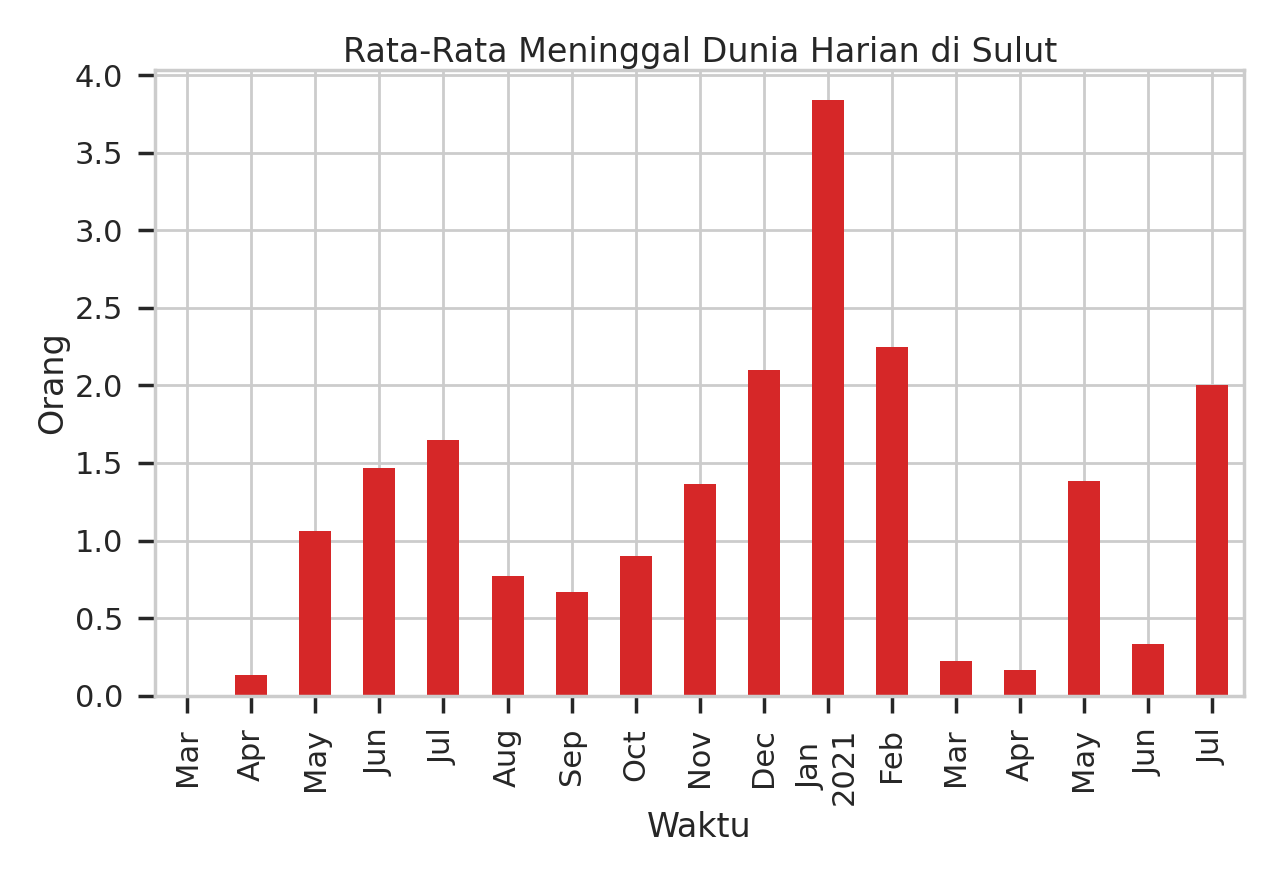 Rata-Rata Meninggal Dunia Harian di Sulut
4.0
3.5
3.0
2.5
2.0
1.5
1.0
0.5
0.0
Orang
Mar
Apr
May
Jun
Jul
Aug
Sep
Oct
Nov
Dec
Jan
2021
Feb
Mar
Apr
May
Jun
Jul
Waktu